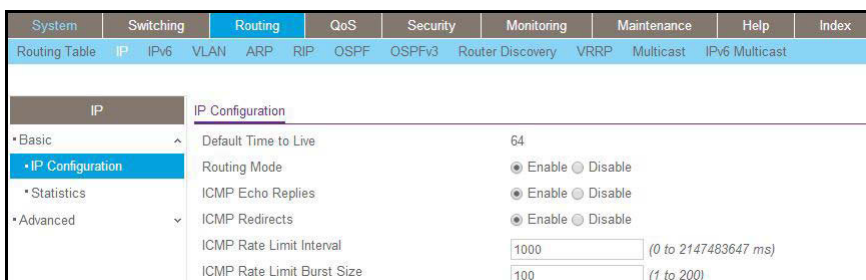 System Switching Routing QoS Security Monitoring Maintenance Help Index
Routing Table IP IPv6 VLAN ARP RIP OSPF OSPFv3 Router Discovery VRRP Multicast IPv6 Multicast
IP
Basic
IP Configuration
Statistics
Advanced
IP Configuration
Default Time to Live 64
Routing Mode Enable Disable
ICMP Echo Replies Enable Disable
ICMP Redirects Enable Disable
ICMP Rate Limit Interval 1000 (0 to 2147483647 ms)
ICMP Rate Limit Burst Size 100 (1 to 200)